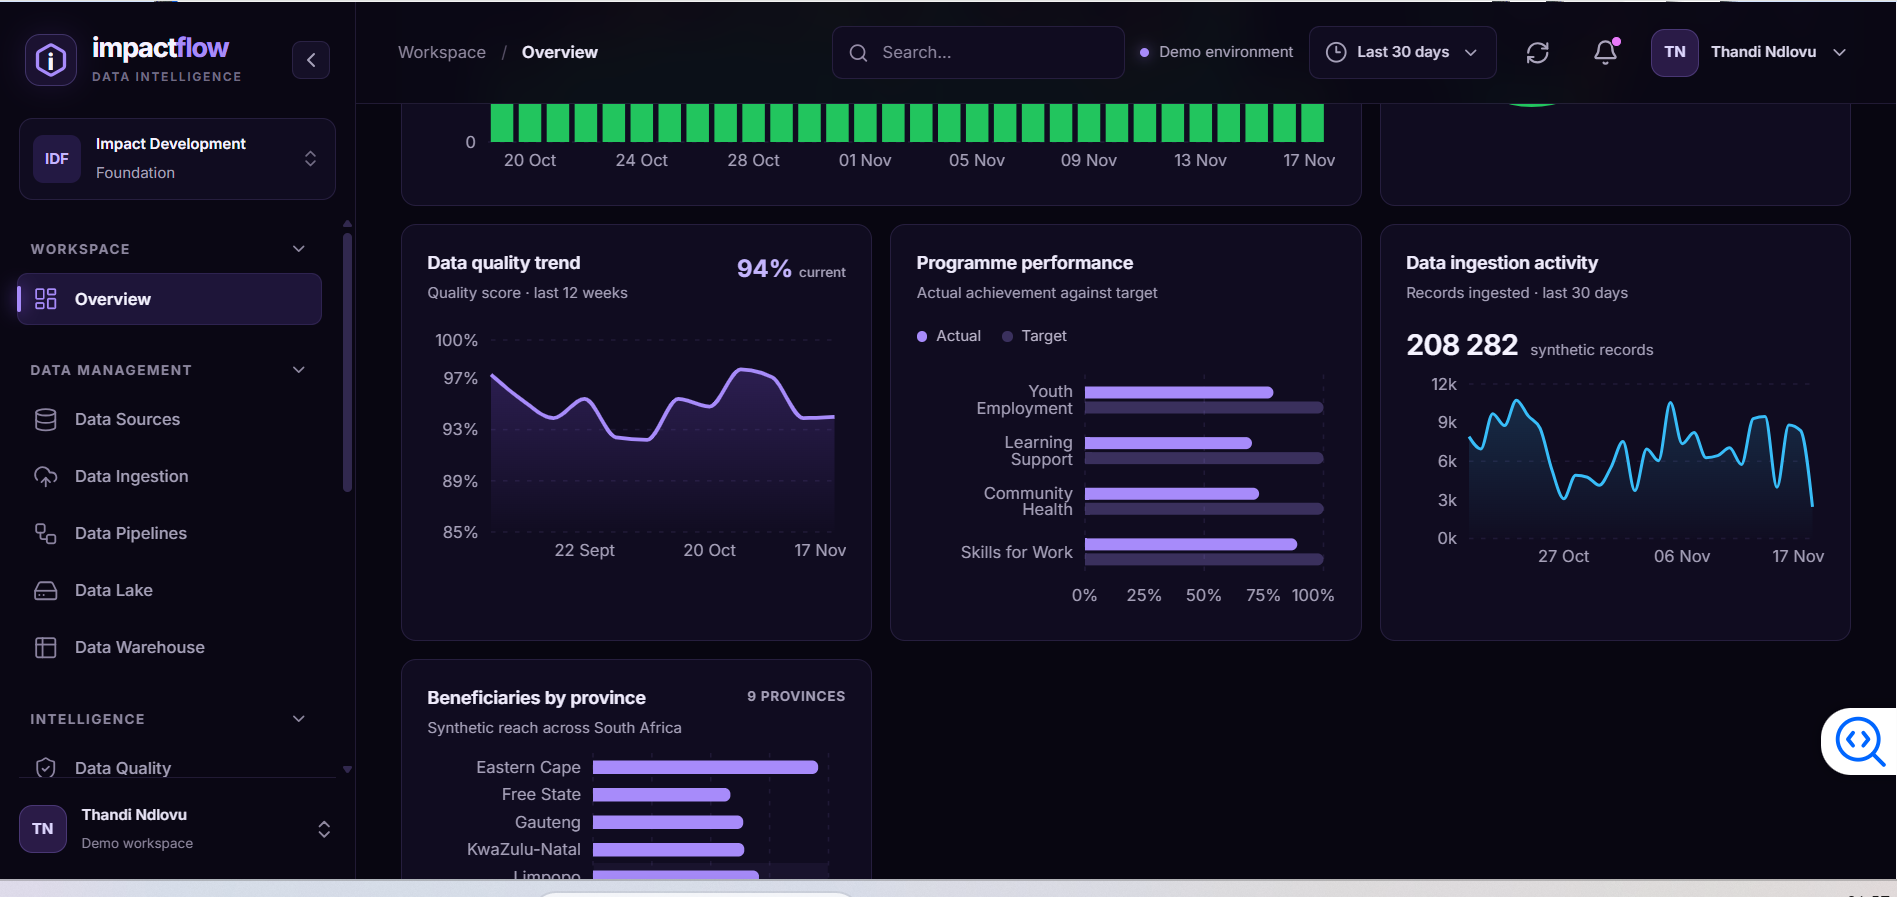 impactflow
DATA INTELLIGENCE
Workspace / Overview
Search...
Demo environment
Last 30 days
TN
Thandi Ndlovu
IDF
Impact Development
Foundation
WORKSPACE
Overview
DATA MANAGEMENT
Data Sources
Data Ingestion
Data Pipelines
Data Lake
Data Warehouse
INTELLIGENCE
Data Quality
TN
Thandi Ndlovu
Demo workspace
0
20 Oct 24 Oct 28 Oct 01 Nov 05 Nov 09 Nov 13 Nov 17 Nov
Data quality trend
94% current
Quality score · last 12 weeks
100%
97%
93%
89%
85%
22 Sept 20 Oct 17 Nov
Programme performance
Actual achievement against target
Actual Target
Youth
Employment
Learning
Support
Community
Health
Skills for Work
0% 25% 50% 75% 100%
Data ingestion activity
Records ingested · last 30 days
208 282 synthetic records
12k
9k
6k
3k
0k
27 Oct 06 Nov 17 Nov
Beneficiaries by province
9 PROVINCES
Synthetic reach across South Africa
Eastern Cape
Free State
Gauteng
KwaZulu-Natal
Limpopo